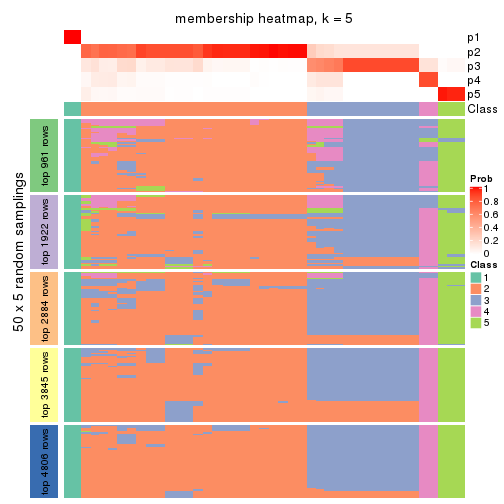 membership heatmap, k = 5
p1
p2
p3
p4
p5
Class
50 x 5 random samplings
top 961 rows
top 1922 rows
top 2884 rows
top 3845 rows
top 4806 rows
Prob
1
0.8
0.6
0.4
0.2
0
Class
1
2
3
4
5